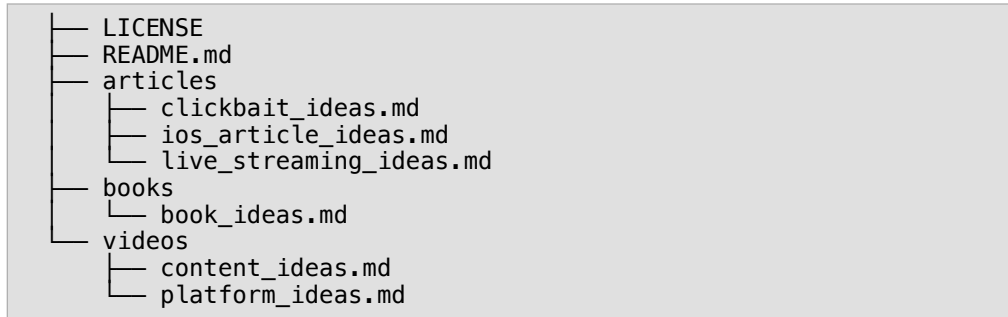 ├── LICENSE
├── README.md
├── articles
│   ├── clickbait_ideas.md
│   ├── ios_article_ideas.md
│   └── live_streaming_ideas.md
├── books
│   └── book_ideas.md
└── videos
    ├── content_ideas.md
    └── platform_ideas.md